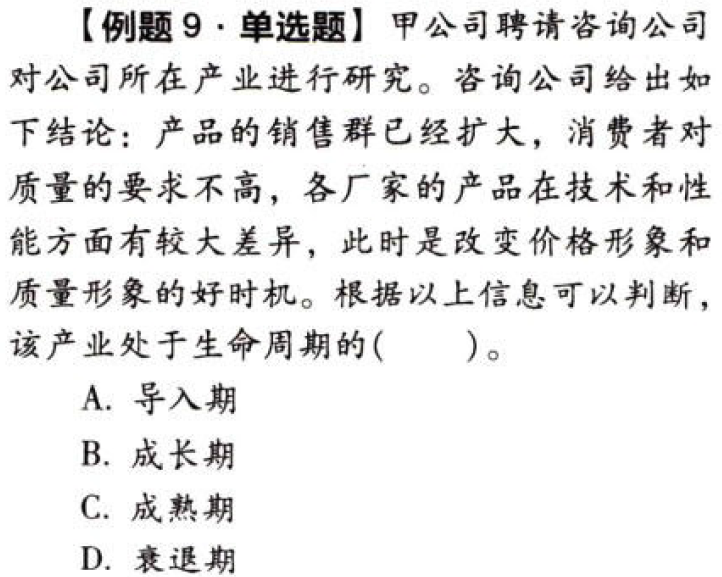 【例题9·单选题】甲公司聘请咨询公司
对公司所在产业进行研究。咨询公司给出如
下结论：产品的销售群已经扩大，消费者对
质量的要求不高，各厂家的产品在技术和性
能方面有较大差异，此时是改变价格形象和
质量形象的好时机。根据以上信息可以判断，
该产业处于生命周期的(　　)。
A. 导入期
B. 成长期
C. 成熟期
D. 衰退期